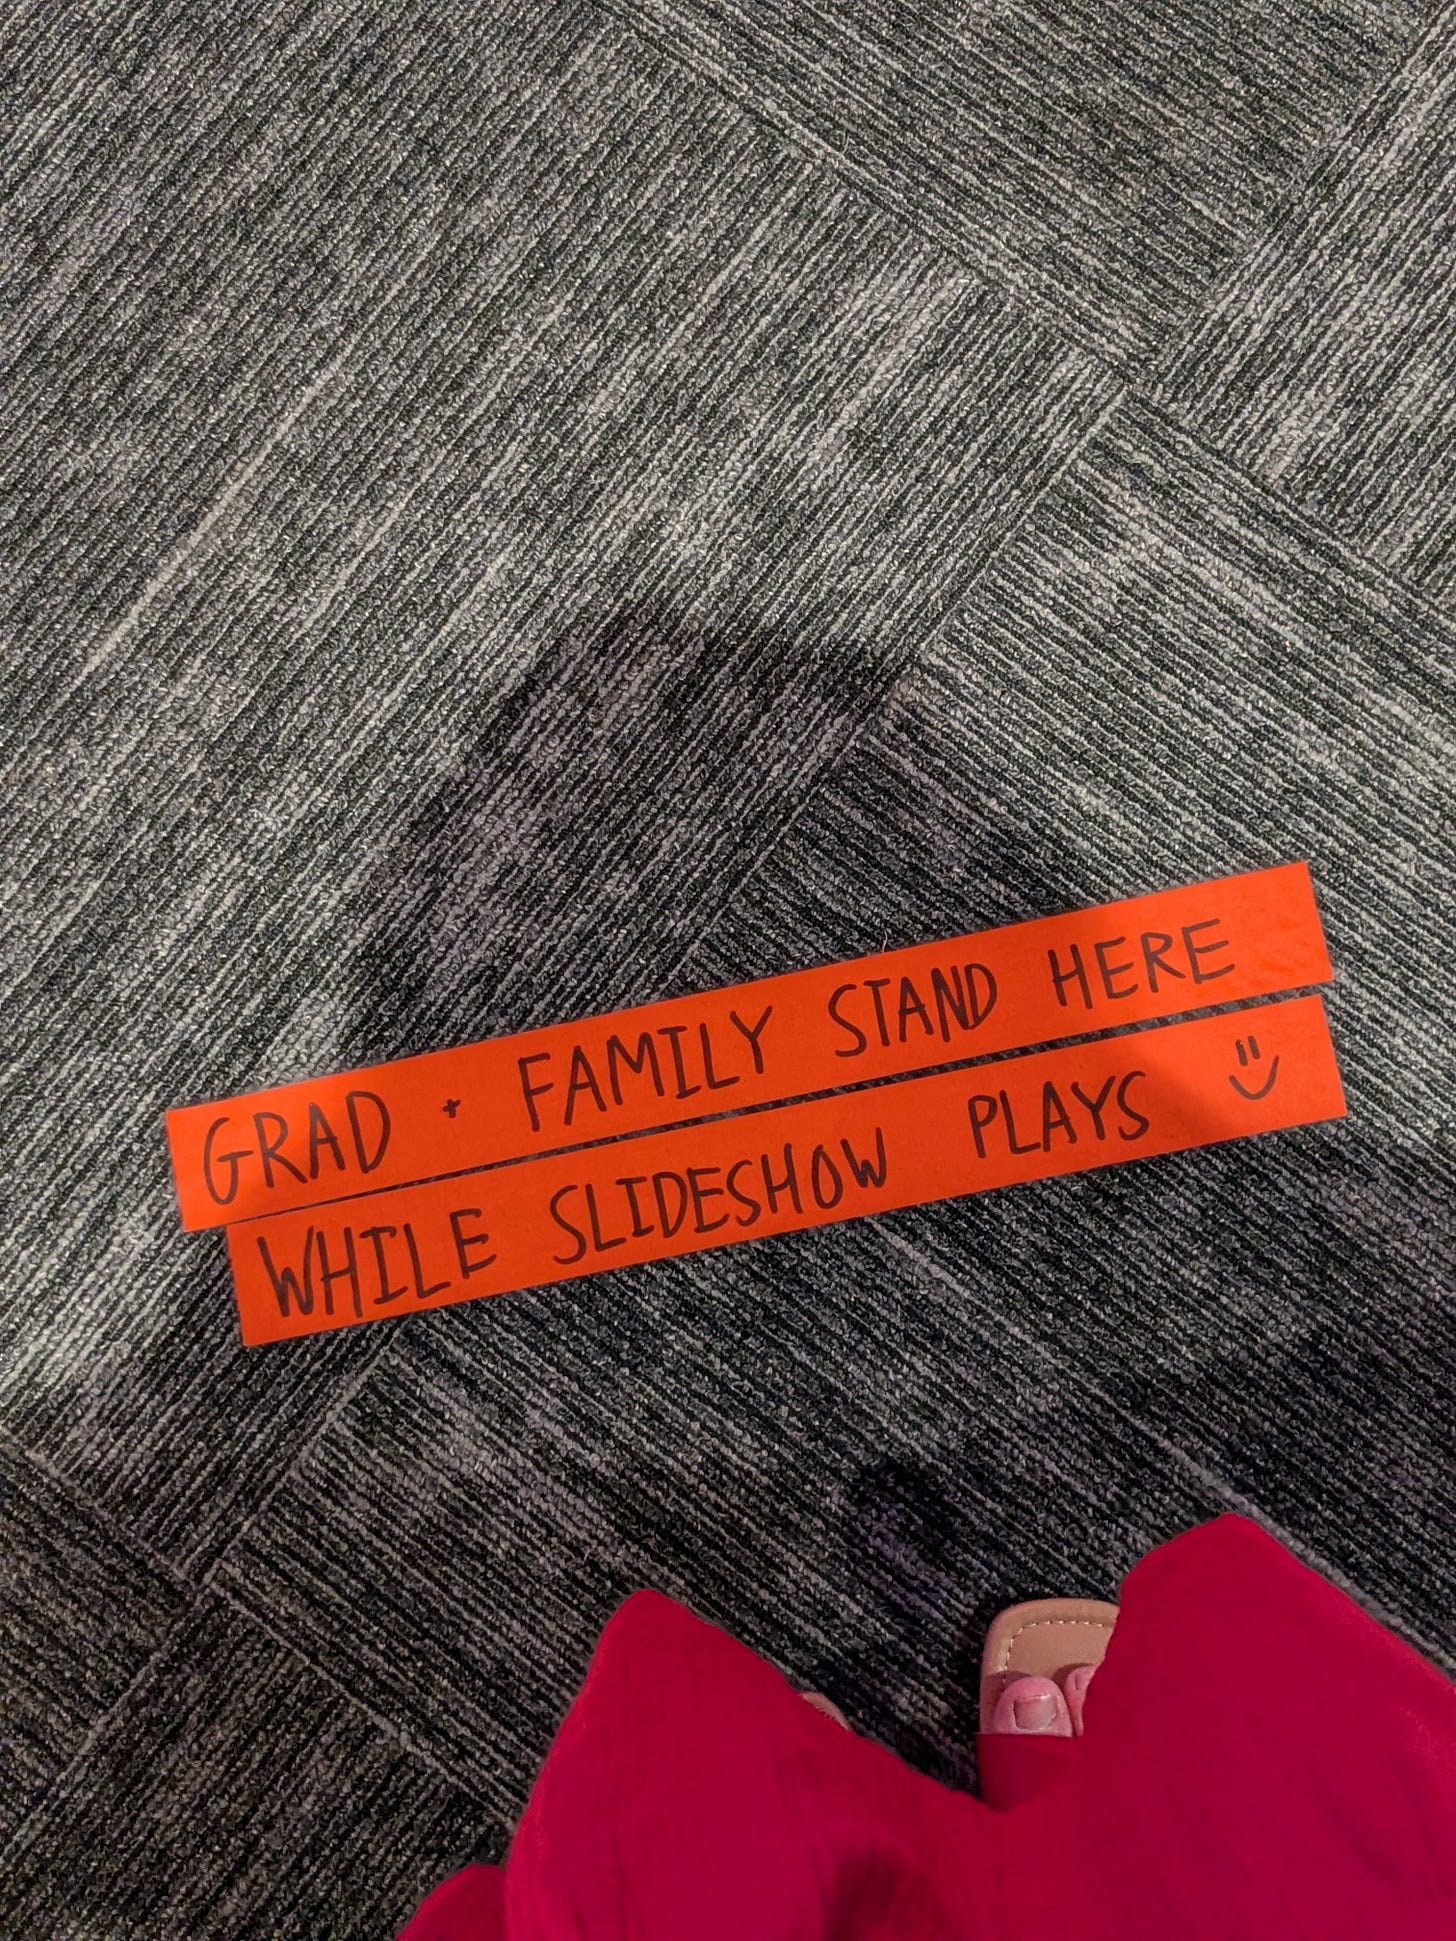 GRAD + FAMILY STAND HERE
WHILE SLIDESHOW PLAYS